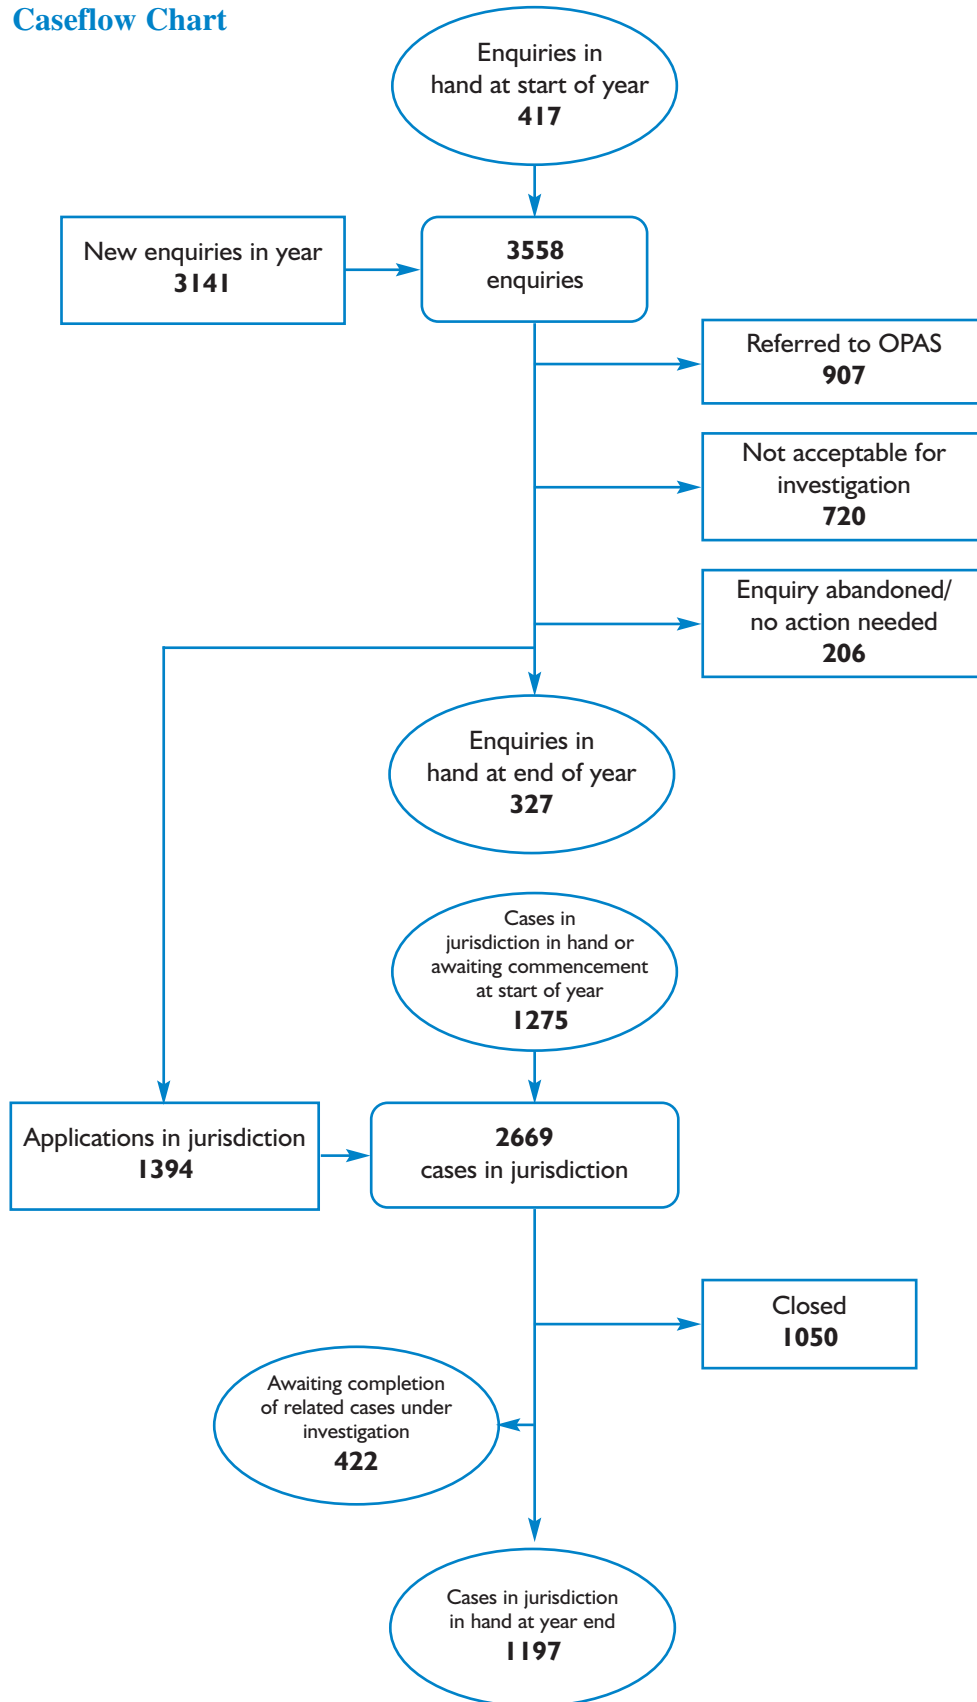 Caseflow Chart
Enquiries in
hand at start of year
417
New enquiries in year
3141
3558
enquiries
Referred to OPAS
907
Not acceptable for
investigation
720
Enquiry abandoned/
no action needed
206
Enquiries in
hand at end of year
327
Cases in
jurisdiction in hand or
awaiting commencement
at start of year
1275
Applications in jurisdiction
1394
2669
cases in jurisdiction
Closed
1050
Awaiting completion
of related cases under
investigation
422
Cases in jurisdiction
in hand at year end
1197